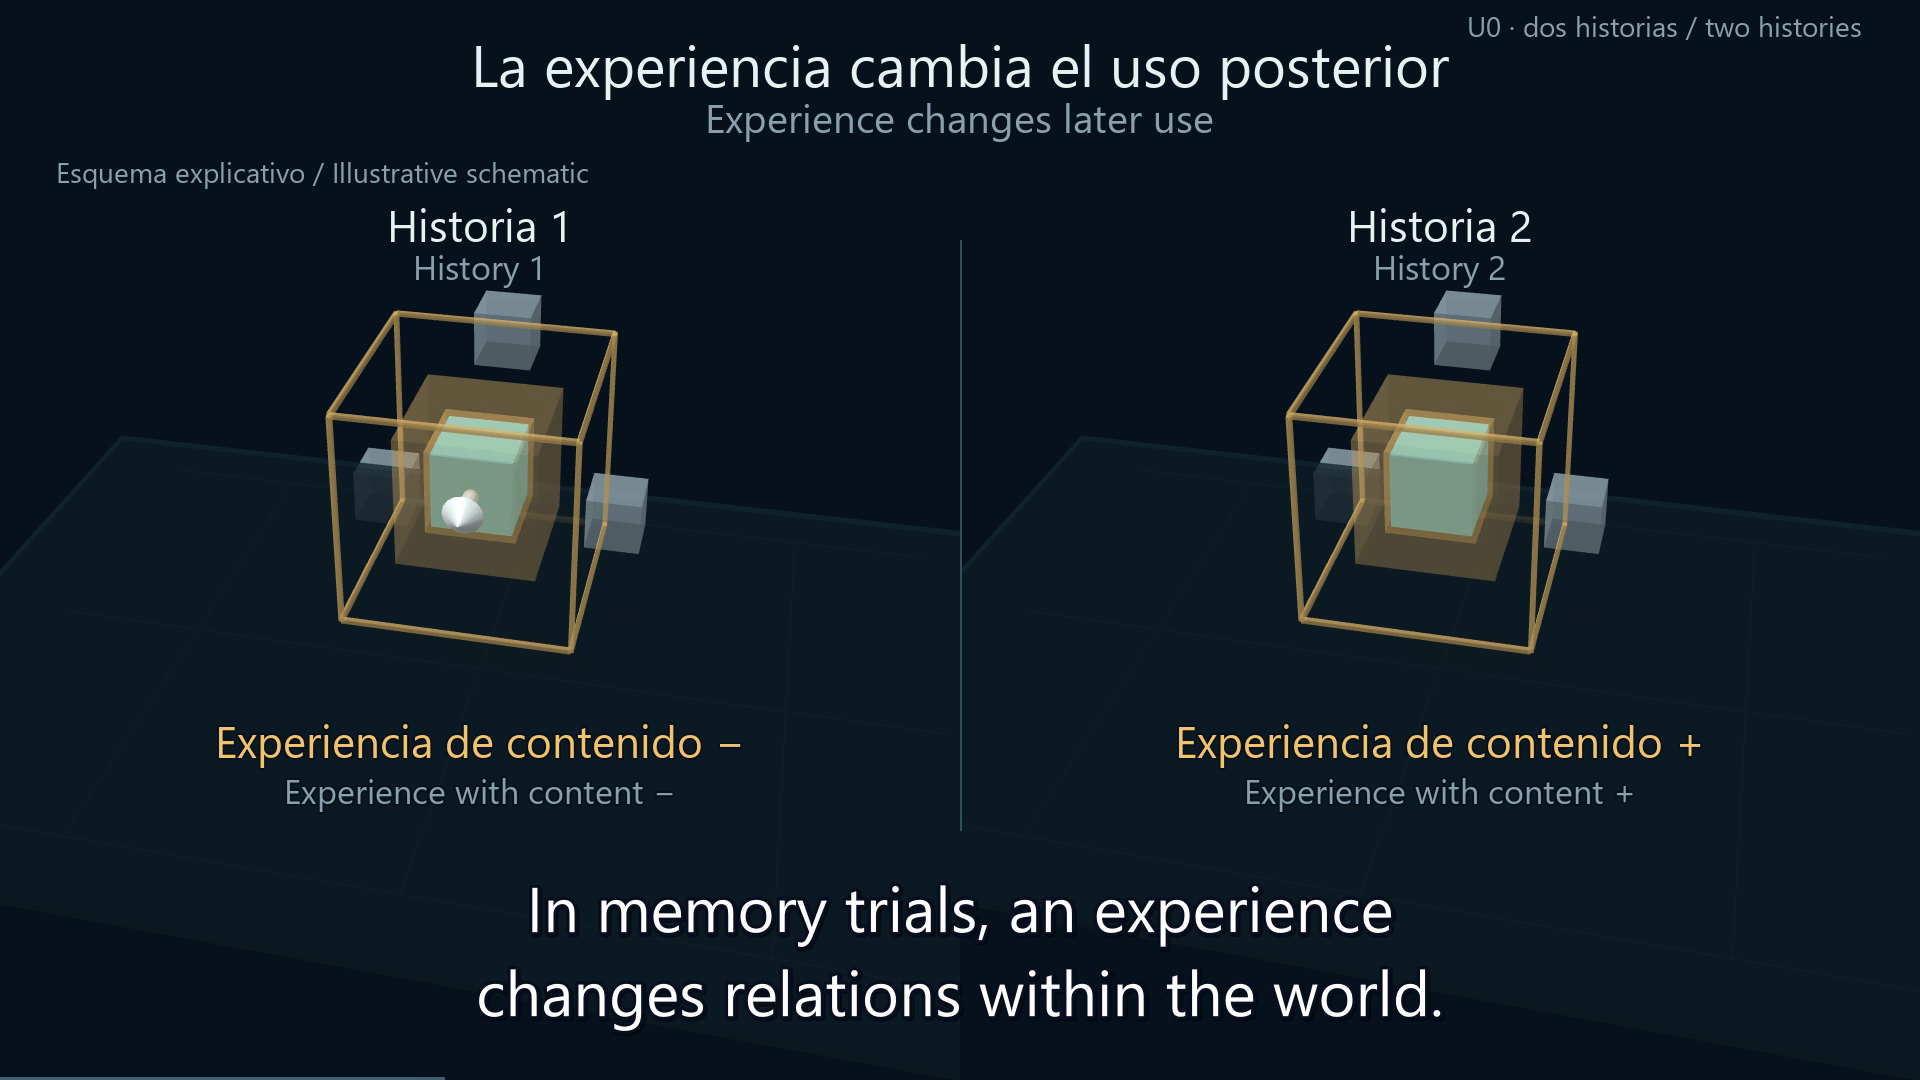 U0 · dos historias / two histories
La experiencia cambia el uso posterior
Experience changes later use
Esquema explicativo / Illustrative schematic
Historia 1
History 1
Historia 2
History 2
Experiencia de contenido −
Experience with content −
Experiencia de contenido +
Experience with content +
In memory trials, an experience
changes relations within the world.